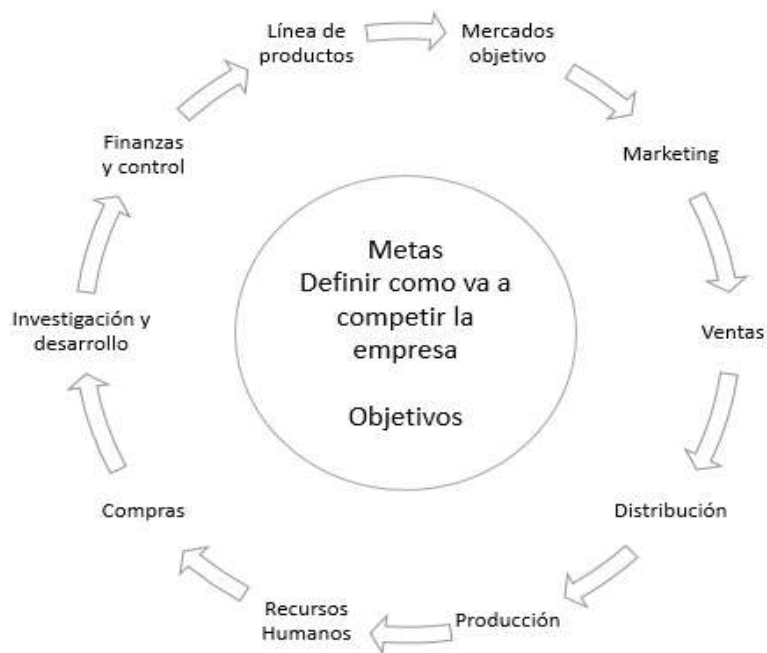 Línea de
productos
Mercados
objetivo
Marketing
Ventas
Distribución
Producción
Recursos
Humanos
Compras
Investigación y
desarrollo
Finanzas
y control
Metas
Definir como va a
competir la
empresa
Objetivos